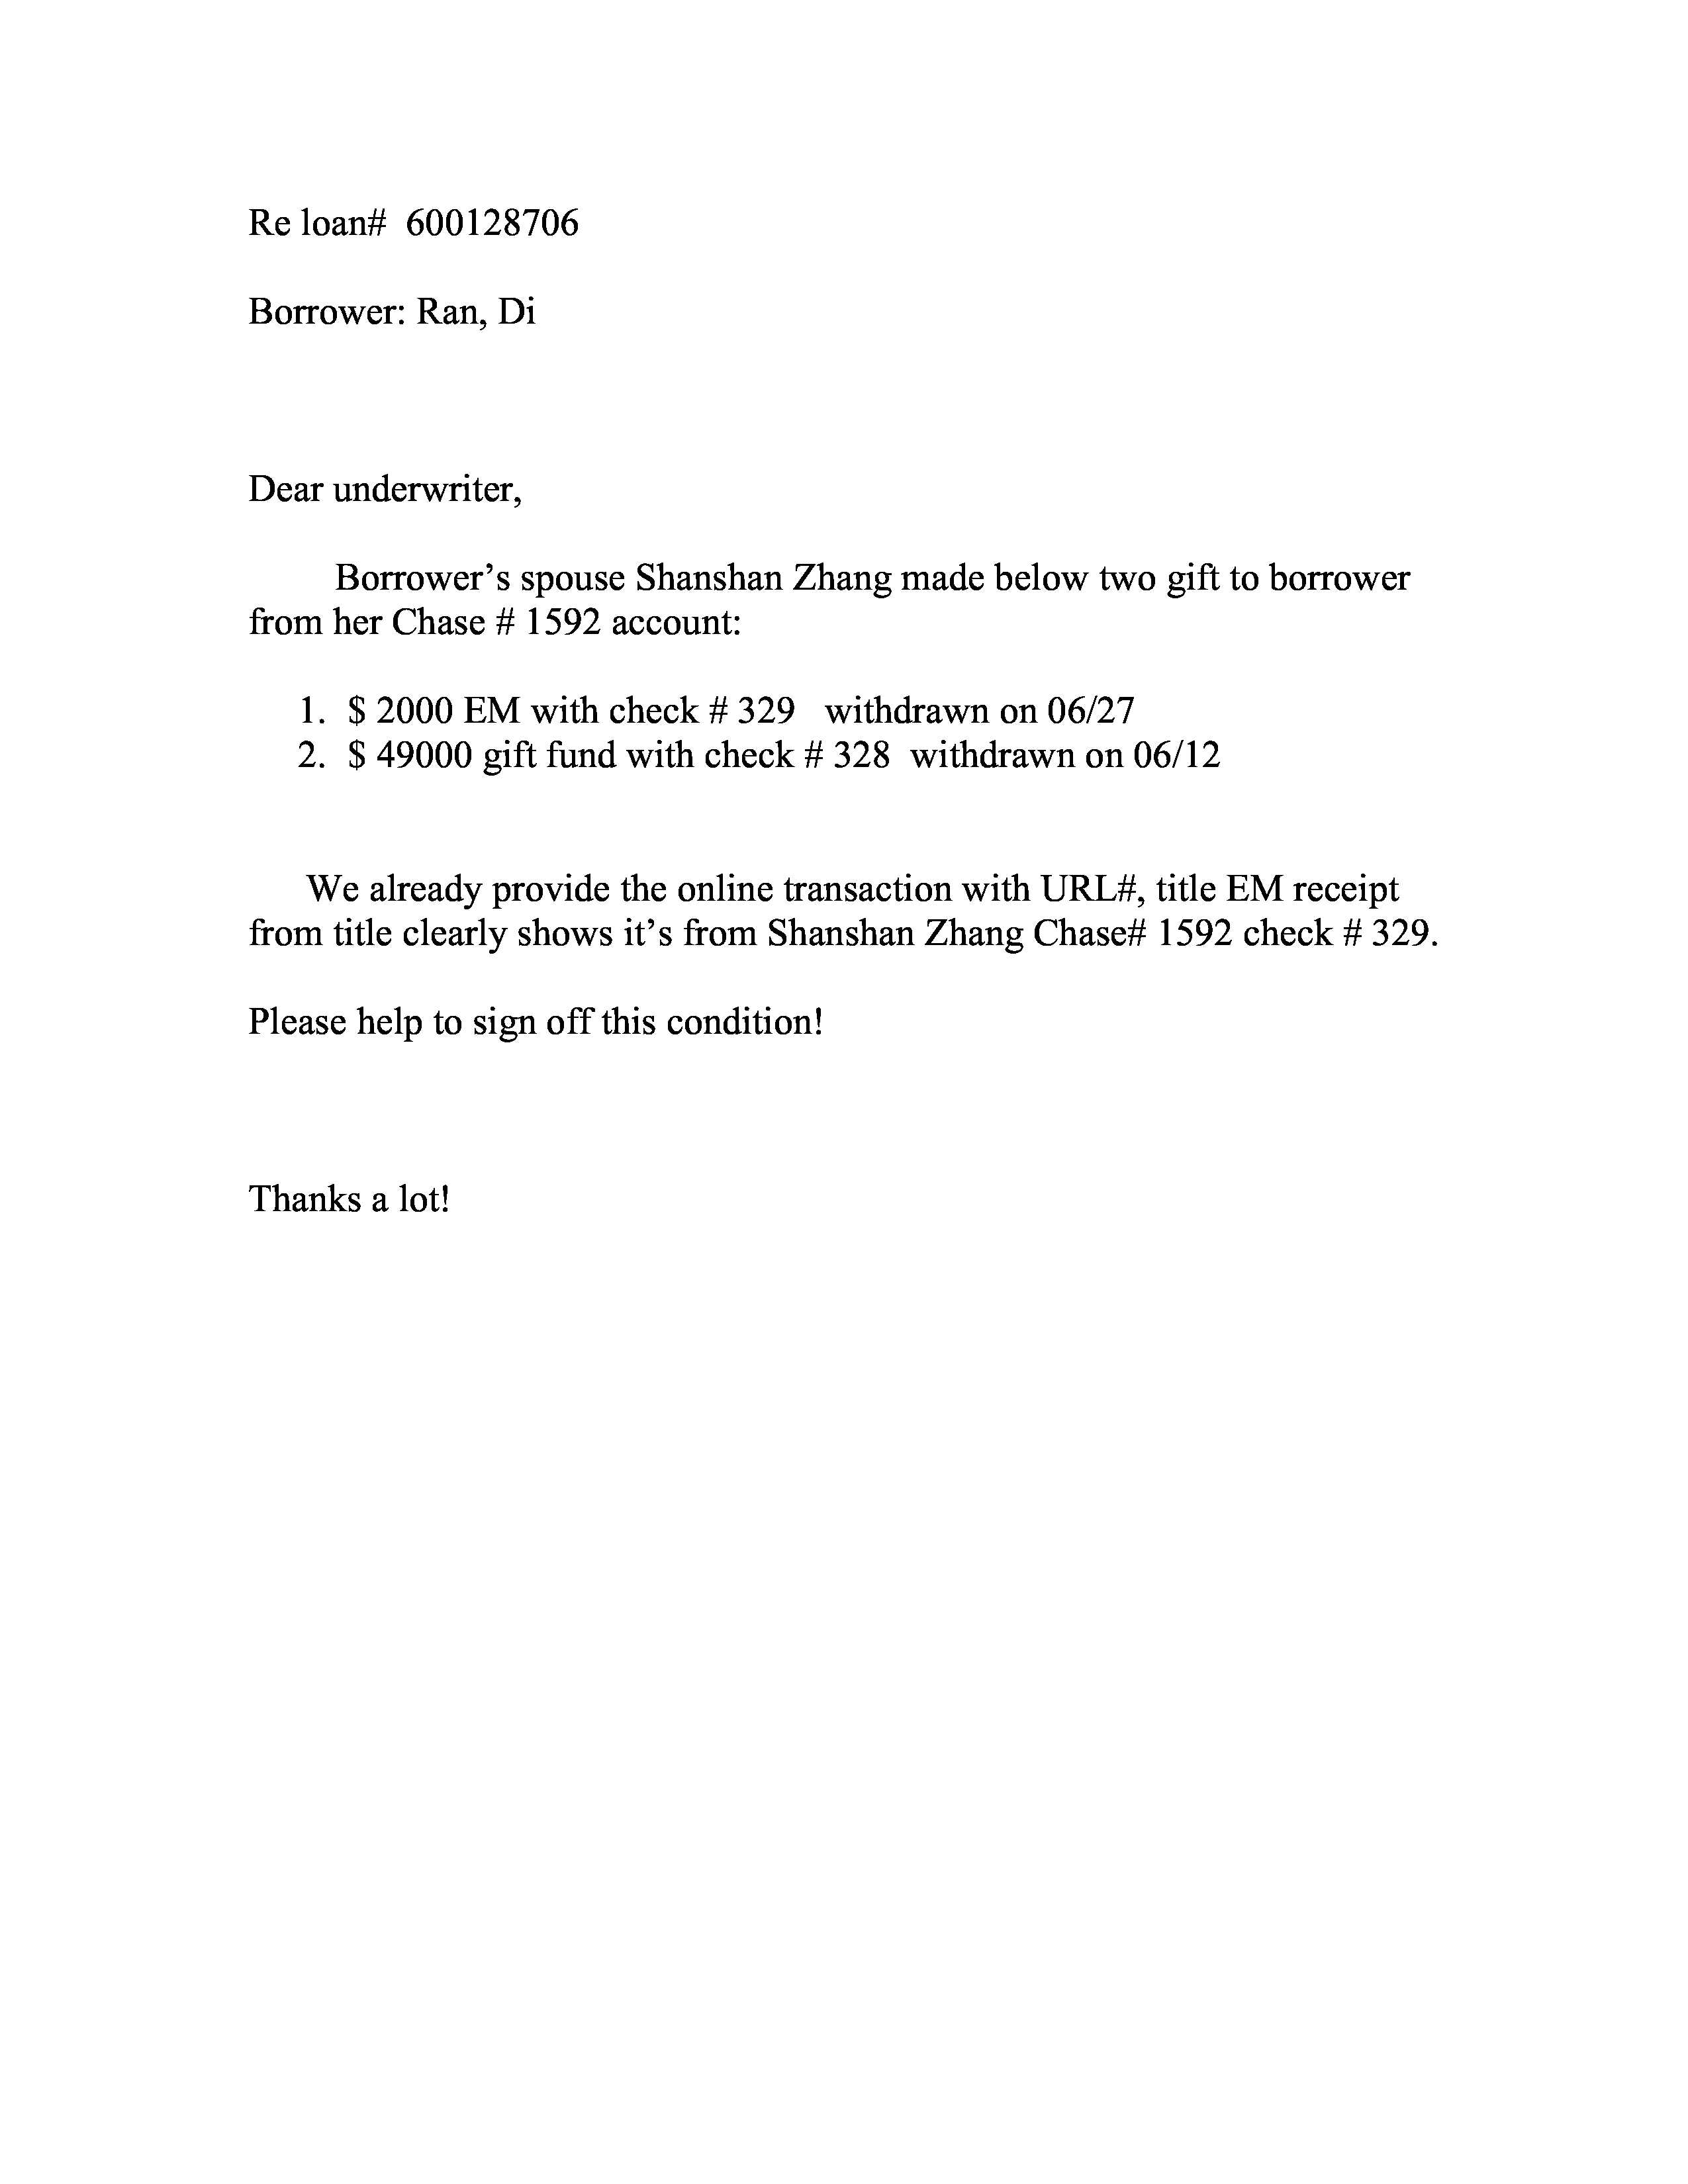 Re loan#  600128706
Borrower: Ran, Di
Dear underwriter,
Borrower’s spouse Shanshan Zhang made below two gift to borrower
from her Chase # 1592 account:
1. $ 2000 EM with check # 329   withdrawn on 06/27
2. $ 49000 gift fund with check # 328  withdrawn on 06/12
We already provide the online transaction with URL#, title EM receipt
from title clearly shows it’s from Shanshan Zhang Chase# 1592 check # 329.
Please help to sign off this condition!
Thanks a lot!